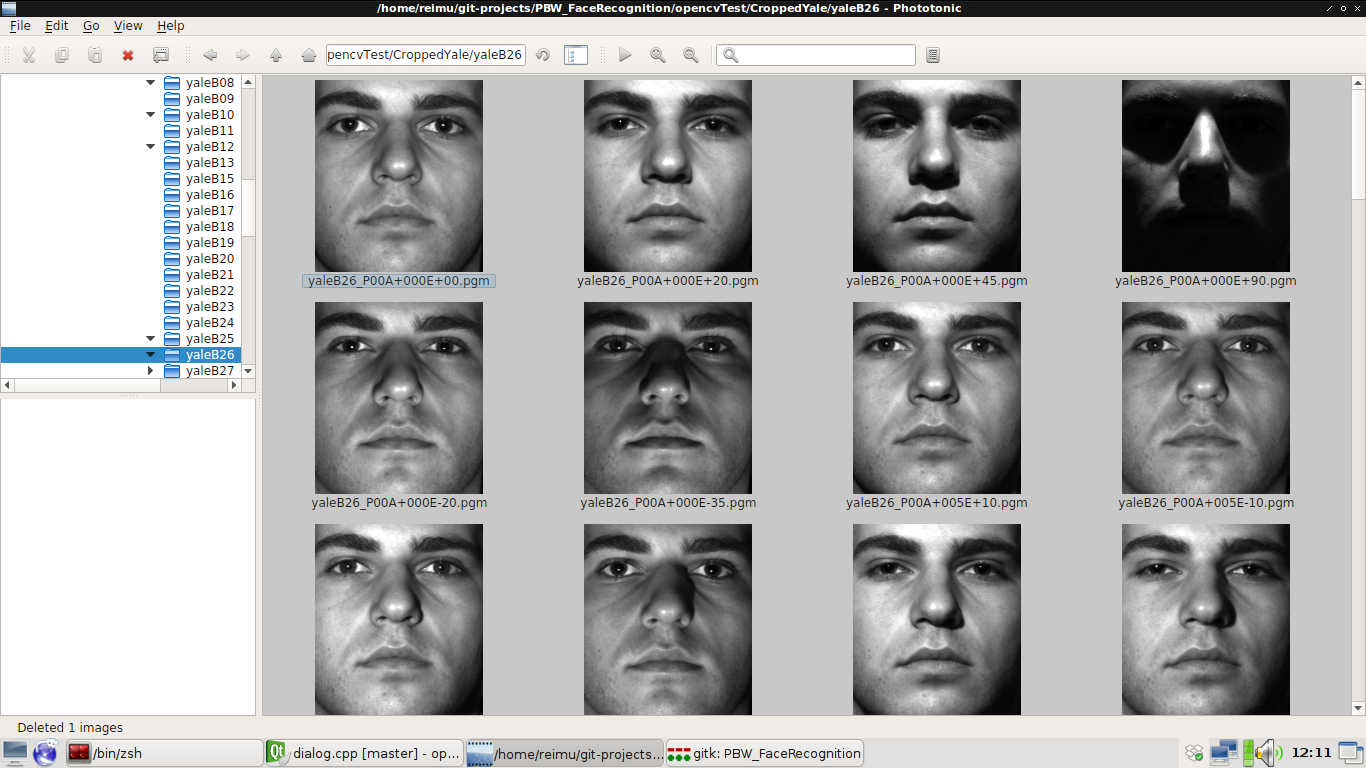 /home/reimu/git-projects/PBW_FaceRecognition/opencvTest/CroppedYale/yaleB26 - Phototonic
File Edit Go View Help
pencvTest/CroppedYale/yaleB26
yaleB08
yaleB09
yaleB10
yaleB11
yaleB12
yaleB13
yaleB15
yaleB16
yaleB17
yaleB18
yaleB19
yaleB20
yaleB21
yaleB22
yaleB23
yaleB24
yaleB25
yaleB26
yaleB27
yaleB26_P00A+000E+00.pgm yaleB26_P00A+000E+20.pgm yaleB26_P00A+000E+45.pgm yaleB26_P00A+000E+90.pgm
yaleB26_P00A+000E-20.pgm yaleB26_P00A+000E-35.pgm yaleB26_P00A+005E+10.pgm yaleB26_P00A+005E-10.pgm
Deleted 1 images
/bin/zsh
dialog.cpp [master] - op...
/home/reimu/git-projects...
gitk: PBW_FaceRecognition
12:11